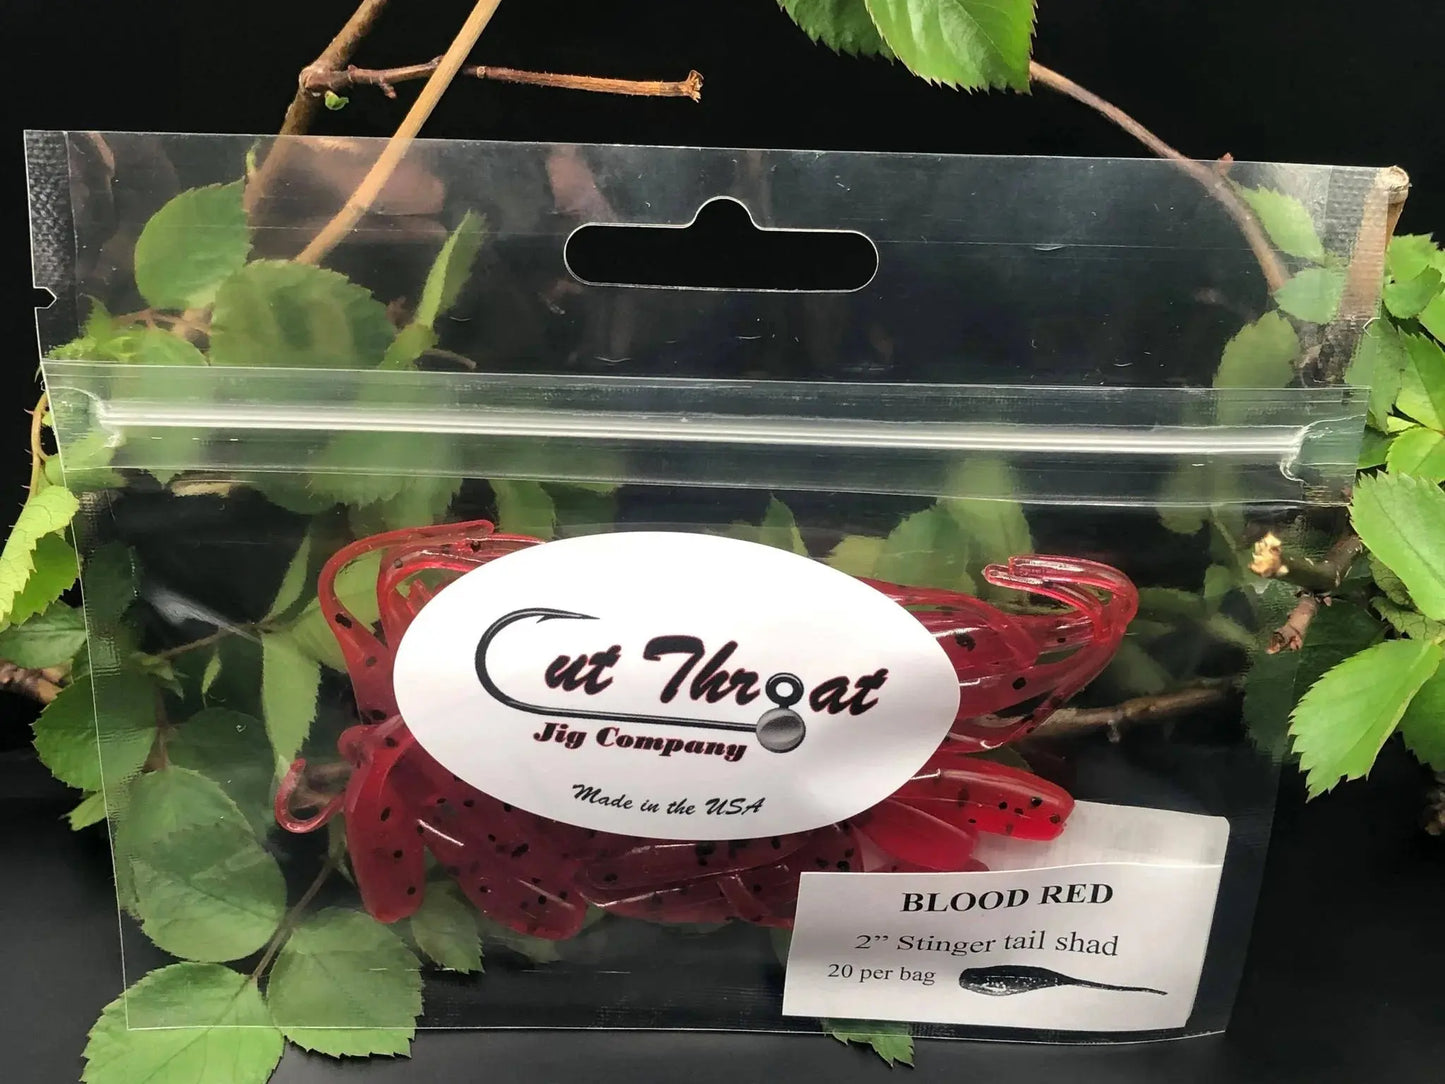 Cut Throat
Jig Company
Made in the USA
BLOOD RED
2” Stinger tail shad
20 per bag